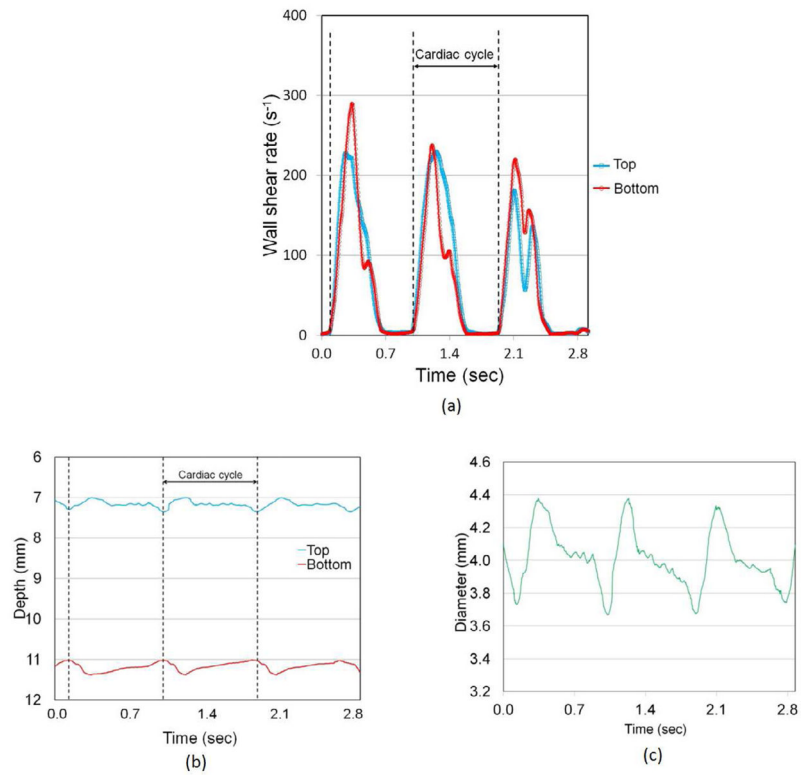 400
300
200
100
0
Wall shear rate (s⁻¹)
Cardiac cycle
Top
Bottom
0.0 0.7 1.4 2.1 2.8
Time (sec)
(a)
6
7
8
9
10
11
12
Depth (mm)
Cardiac cycle
Top
Bottom
0.0 0.7 1.4 2.1 2.8
Time (sec)
(b)
4.6
4.4
4.2
4.0
3.8
3.6
3.4
3.2
Diameter (mm)
0.0 0.7 1.4 2.1 2.8
Time (sec)
(c)